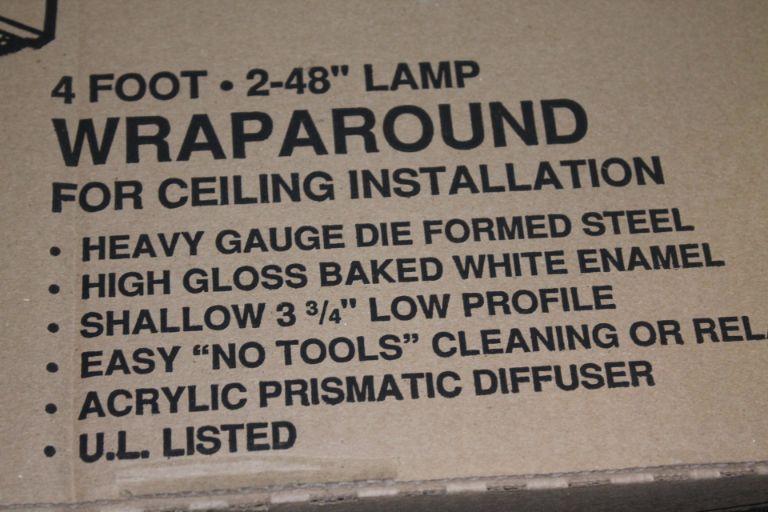 4 FOOT • 2-48" LAMP
WRAPAROUND
FOR CEILING INSTALLATION
• HEAVY GAUGE DIE FORMED STEEL
• HIGH GLOSS BAKED WHITE ENAMEL
• SHALLOW 3 3/4" LOW PROFILE
• EASY “NO TOOLS” CLEANING OR
• ACRYLIC PRISMATIC DIFFUSER
• U.L. LISTED